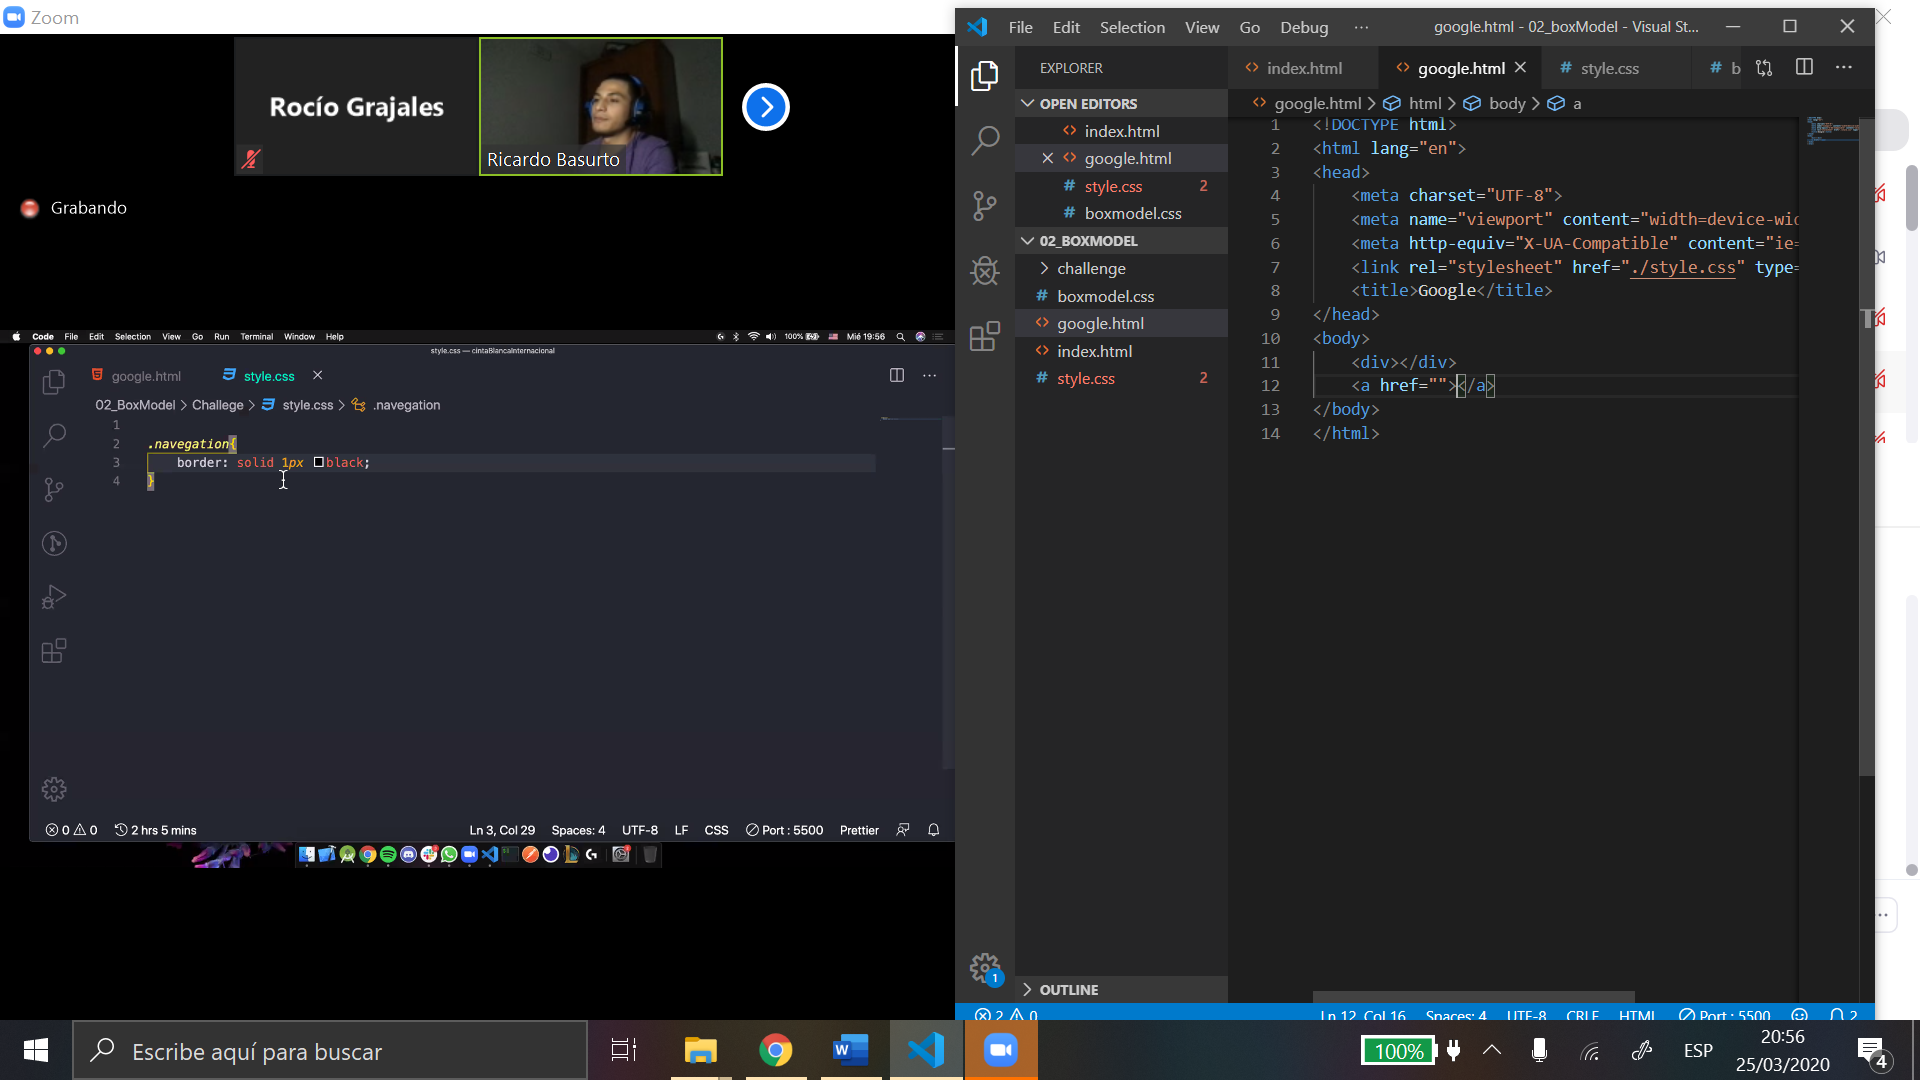 Zoom
Rocío Grajales
Ricardo Basurto
Grabando
Code File Edit Selection View Go Run Terminal Window Help
100% Mié 19:56
style.css — cintaBlancaInternacional
google.html
style.css
02_BoxModel > Challege > style.css > .navegation
1
2 .navegation{
3 border: solid 1px black;
4 }
0 0 2 hrs 5 mins
Ln 3, Col 29 Spaces: 4 UTF-8 LF CSS Port : 5500 Prettier
File Edit Selection View Go Debug ···
google.html - 02_boxModel - Visual St...
EXPLORER
OPEN EDITORS
index.html
google.html
style.css 2
boxmodel.css
02_BOXMODEL
challenge
boxmodel.css
google.html
index.html
style.css 2
OUTLINE
index.html
google.html
style.css
b
google.html > html > body > a
1 <!DOCTYPE html>
2 <html lang="en">
3 <head>
4 <meta charset="UTF-8">
5 <meta name="viewport" content="width=device-wid
6 <meta http-equiv="X-UA-Compatible" content="ie=
7 <link rel="stylesheet" href="./style.css" type=
8 <title>Google</title>
9 </head>
10 <body>
11 <div></div>
12 <a href=""></a>
13 </body>
14 </html>
1
2 0
Ln 12, Col 16 Spaces: 4 UTF-8 CRLF HTML Port : 5500 2
Escribe aquí para buscar
100%
ESP
20:56
25/03/2020
4